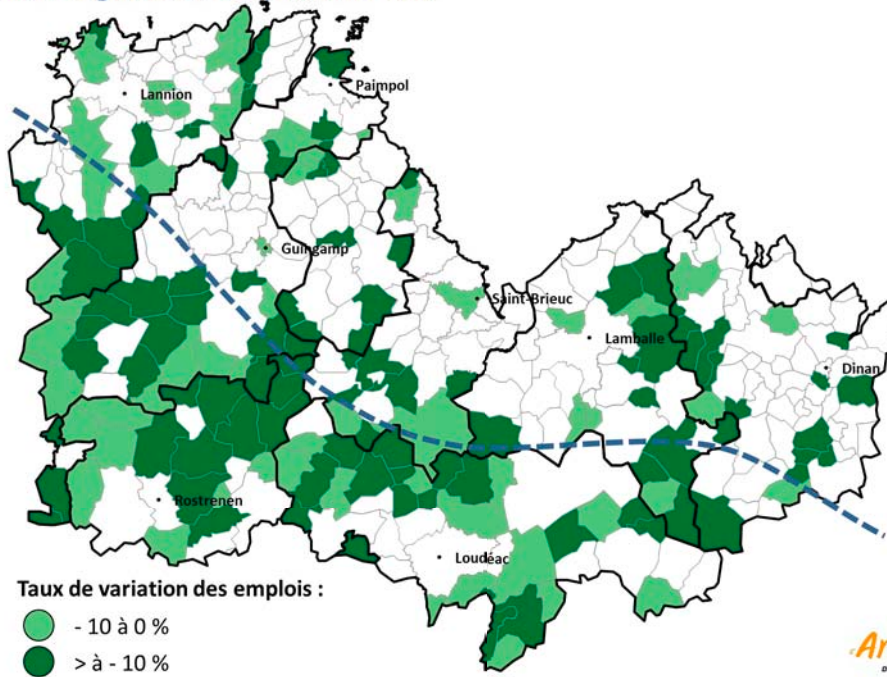 Lannion
Paimpol
Guingamp
Saint-Brieuc
Lamballe
Dinan
Rostrenen
Loudéac
Taux de variation des emplois :
- 10 à 0 %
> à - 10 %